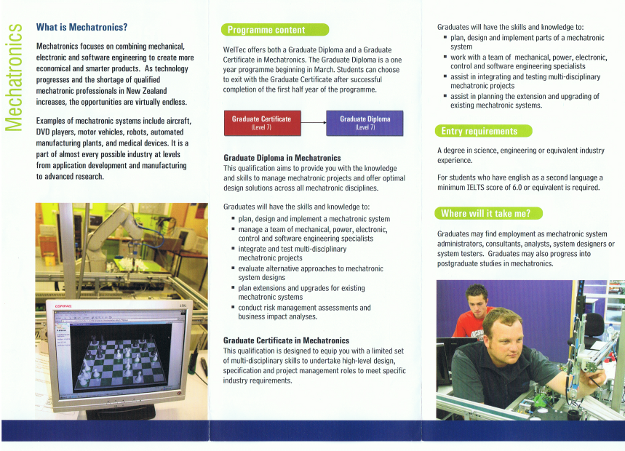 Mechatronics
What is Mechatronics?
Mechatronics focuses on combining mechanical,
electronic and software engineering to create more
economical and smarter products. As technology
progresses and the shortage of qualified
mechatronic professionals in New Zealand
increases, the opportunities are virtually endless.
Examples of mechatronic systems include aircraft,
DVD players, motor vehicles, robots, automated
manufacturing plants, and medical devices. It is a
part of almost every possible industry at levels
from application development and manufacturing
to advanced research.
Programme content
WelTec offers both a Graduate Diploma and a Graduate
Certificate in Mechatronics. The Graduate Diploma is a one
year programme beginning in March. Students can choose
to exit with the Graduate Certificate after successful
completion of the first half year of the programme.
Graduate Certificate
(Level 7)
Graduate Diploma
(Level 7)
Graduate Diploma in Mechatronics
This qualification aims to provide you with the knowledge
and skills to manage mechatronic projects and offer optimal
design solutions across all mechatronic disciplines.
Graduates will have the skills and knowledge to:
▪ plan, design and implement a mechatronic system
▪ manage a team of mechanical, power, electronic,
control and software engineering specialists
▪ integrate and test multi-disciplinary
mechatronic projects
▪ evaluate alternative approaches to mechatronic
system designs
▪ plan extensions and upgrades for existing
mechatronic systems
▪ conduct risk management assessments and
business impact analyses.
Graduate Certificate in Mechatronics
This qualification is designed to equip you with a limited set
of multi-disciplinary skills to undertake high-level design,
specification and project management roles to meet specific
industry requirements.
Graduates will have the skills and knowledge to:
▪ plan, design and implement parts of a mechatronic
system
▪ work with a team of mechanical, power, electronic,
control and software engineering specialists
▪ assist in integrating and testing multi-disciplinary
mechatronic projects
▪ assist in planning the extension and upgrading of
existing mechatronic systems.
Entry requirements
A degree in science, engineering or equivalent industry
experience.
For students who have english as a second language a
minimum IELTS score of 6.0 or equivalent is required.
Where will it take me?
Graduates may find employment as mechatronic system
administrators, consultants, analysts, system designers or
system testers. Graduates may also progress into
postgraduate studies in mechatronics.